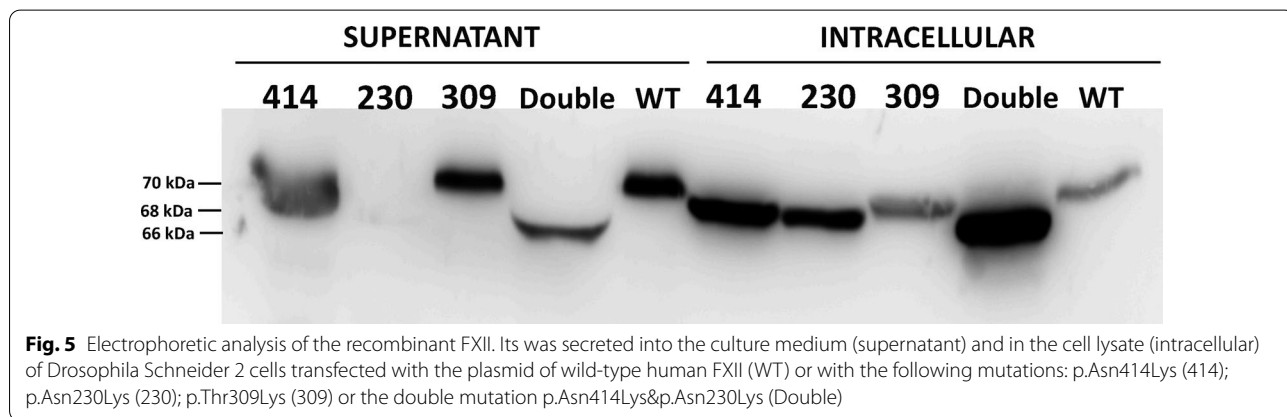 SUPERNATANT INTRACELLULAR
414 230 309 Double WT 414 230 309 Double WT
70 kDa
68 kDa
66 kDa
Fig. 5 Electrophoretic analysis of the recombinant FXII. Its was secreted into the culture medium (supernatant) and in the cell lysate (intracellular)
of Drosophila Schneider 2 cells transfected with the plasmid of wild-type human FXII (WT) or with the following mutations: p.Asn414Lys (414);
p.Asn230Lys (230); p.Thr309Lys (309) or the double mutation p.Asn414Lys&p.Asn230Lys (Double)